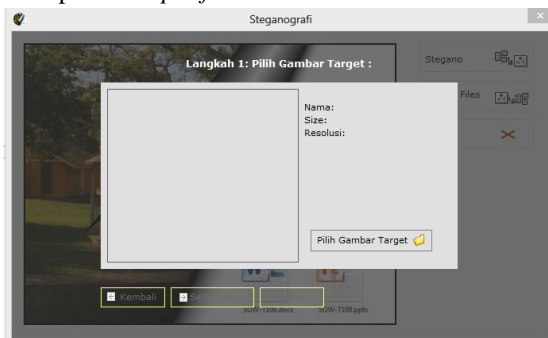 Steganografi
Langkah 1: Pilih Gambar Target :
Stegano
Files
Nama:
Size:
Resolusi:
Pilih Gambar Target
Kembali
SOW-T109.docx
SOW-T109.pptx